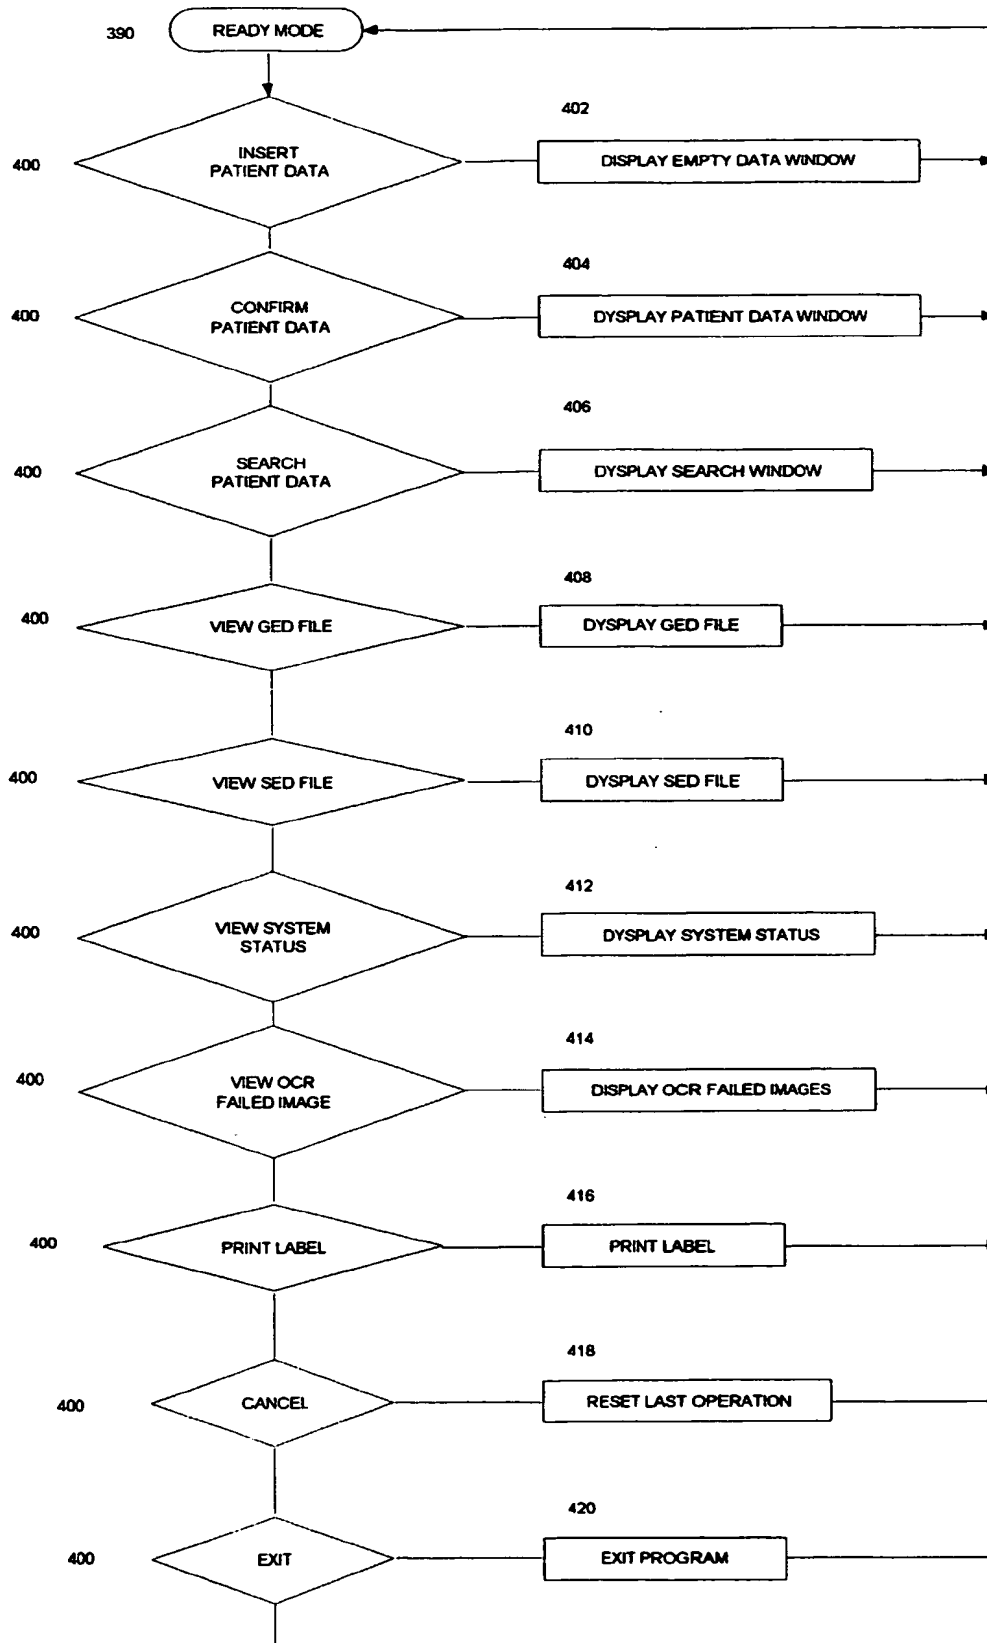 390
READY MODE
402
400
INSERT
PATIENT DATA
DISPLAY EMPTY DATA WINDOW
404
400
CONFIRM
PATIENT DATA
DYSPLAY PATIENT DATA WINDOW
406
400
SEARCH
PATIENT DATA
DYSPLAY SEARCH WINDOW
408
400
VIEW GED FILE
DYSPLAY GED FILE
410
400
VIEW SED FILE
DYSPLAY SED FILE
412
400
VIEW SYSTEM
STATUS
DYSPLAY SYSTEM STATUS
414
400
VIEW OCR
FAILED IMAGE
DISPLAY OCR FAILED IMAGES
416
400
PRINT LABEL
PRINT LABEL
418
400
CANCEL
RESET LAST OPERATION
420
400
EXIT
EXIT PROGRAM